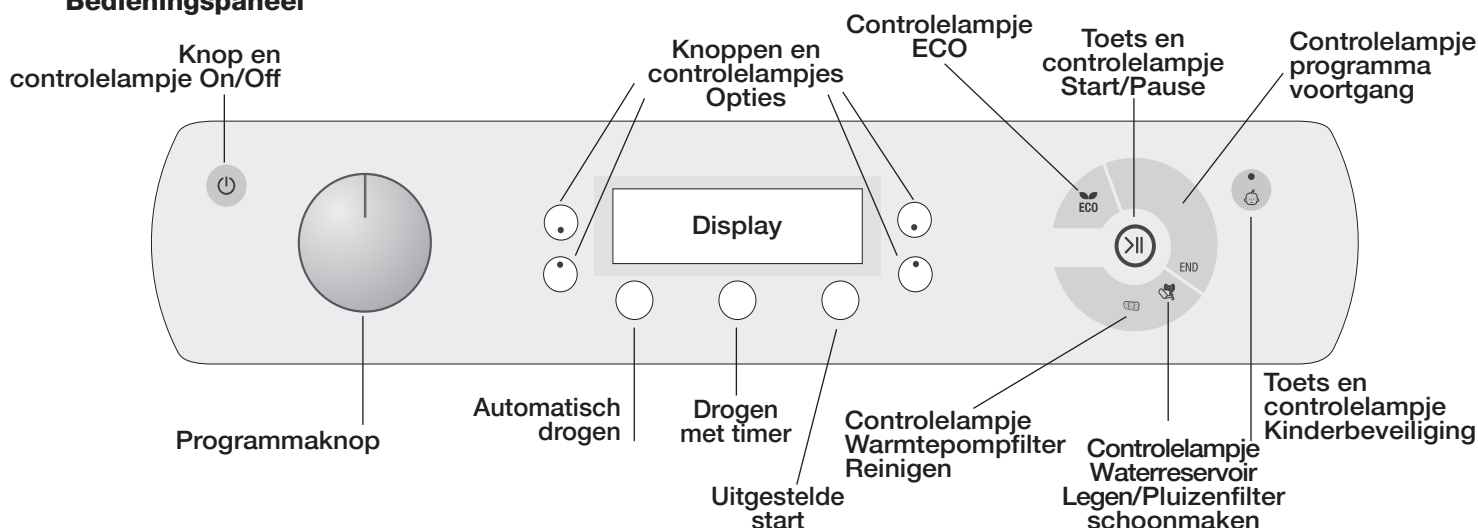 Bedieningspaneel
Knop en
controlelampje On/Off
Knoppen en
controlelampjes
Opties
Controlelampje
ECO
Toets en
controlelampje
Start/Pause
Controlelampje
programma
voortgang
Display
ECO
END
Programmaknop
Automatisch
drogen
Drogen
met timer
Uitgestelde
start
Controlelampje
Warmtepompfilter
Reinigen
Controlelampje
Waterreservoir
Legen/Pluizenfilter
schoonmaken
Toets en
controlelampje
Kinderbeveiliging